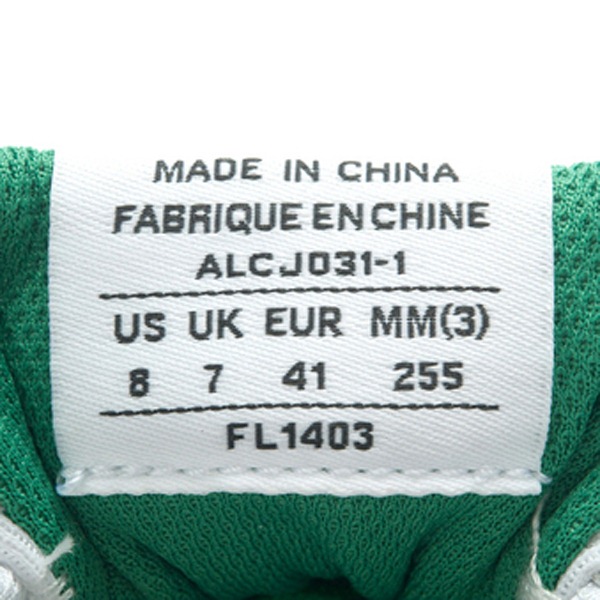 MADE IN CHINA
FABRIQUE EN CHINE
ALCJ031-1
US UK EUR MM(3)
8 7 41 255
FL1403